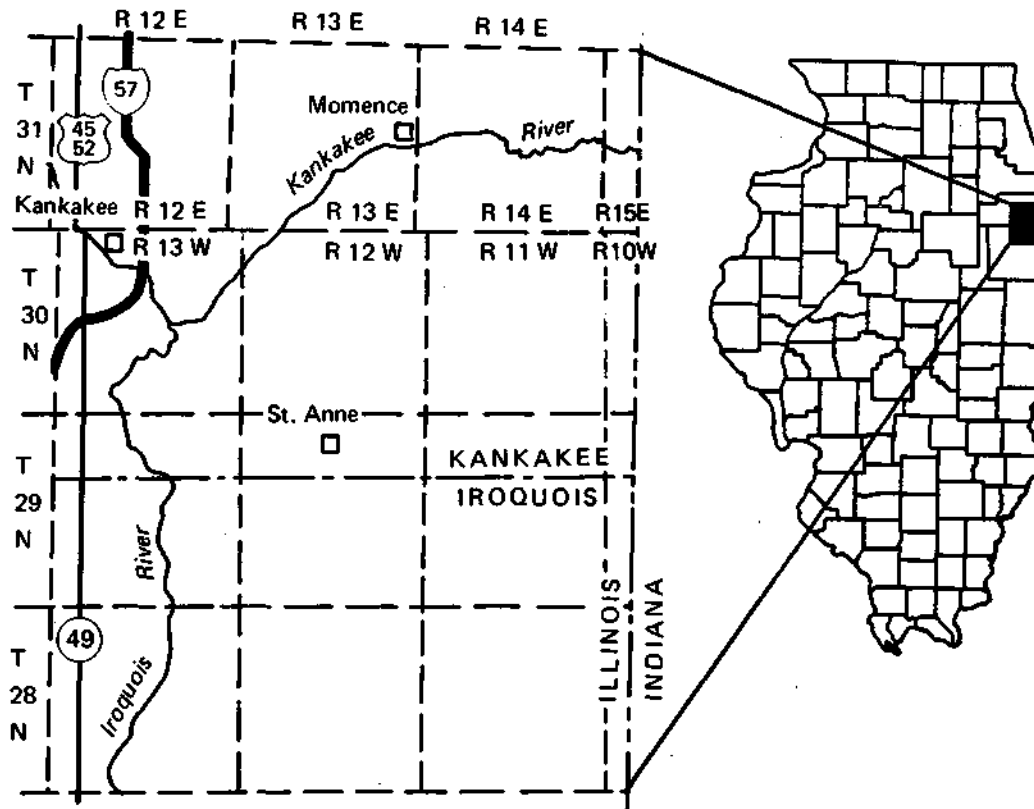 R 12 E
R 13 E
R 14 E
T
31
N
57
45
52
Momence
Kankakee
River
Kankakee
R 12 E
R 13 E
R 14 E
R15E
R 13 W
R 12 W
R 11 W
R10W
T
30
N
St. Anne
KANKAKEE
IROQUOIS
T
29
N
River
ILLINOIS
INDIANA
49
Iroquois
T
28
N